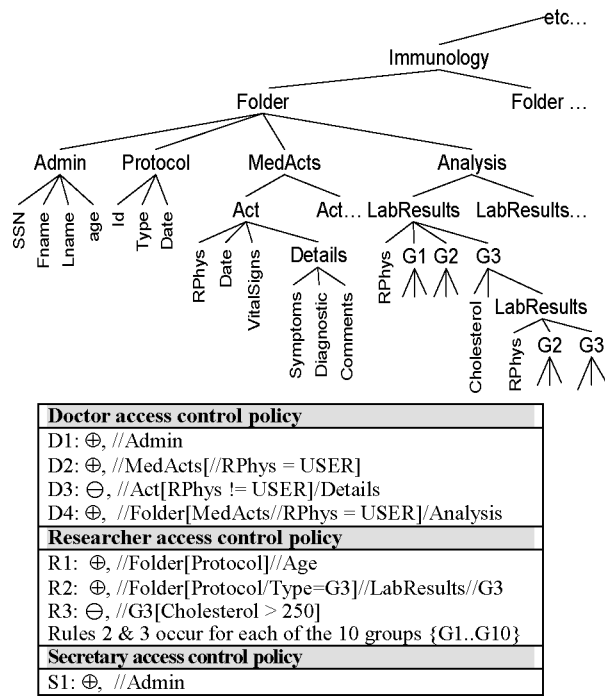 etc...
Immunology
Folder Folder ...
Admin Protocol MedActs Analysis
SSN Fname Lname age Id Type Date Act Act... LabResults LabResults...
RPhys Date VitalSigns Details RPhys G1 G2 G3
Symptoms Diagnostic Comments Cholesterol LabResults
RPhys G2 G3
Doctor access control policy
D1: ⊕, //Admin
D2: ⊕, //MedActs[//RPhys = USER]
D3: ⊖, //Act[RPhys != USER]/Details
D4: ⊕, //Folder[MedActs//RPhys = USER]/Analysis
Researcher access control policy
R1: ⊕, //Folder[Protocol]//Age
R2: ⊕, //Folder[Protocol/Type=G3]//LabResults//G3
R3: ⊖, //G3[Cholesterol > 250]
Rules 2 & 3 occur for each of the 10 groups {G1..G10}
Secretary access control policy
S1: ⊕, //Admin